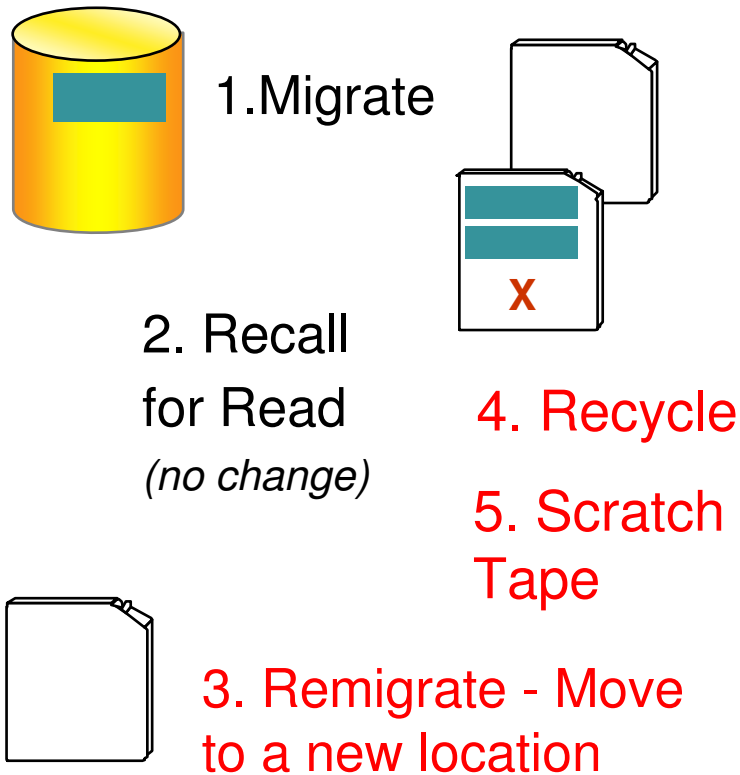 1.Migrate
X
2. Recall
for Read
(no change)
4. Recycle
5. Scratch
Tape
3. Remigrate - Move
to a new location